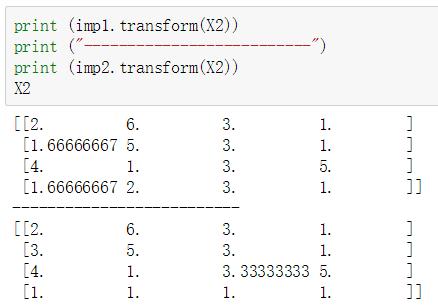 print (imp1.transform(X2))
print ("---------------------------")
print (imp2.transform(X2))
X2
[[2.         6.         3.         1.        ]
 [1.66666667 5.         3.         1.        ]
 [4.         1.         3.         5.        ]
 [1.66666667 2.         3.         1.        ]]
---------------------------
[[2.         6.         3.         1.        ]
 [3.         5.         3.         1.        ]
 [4.         1.         3.33333333 5.        ]
 [1.         1.         1.         1.        ]]